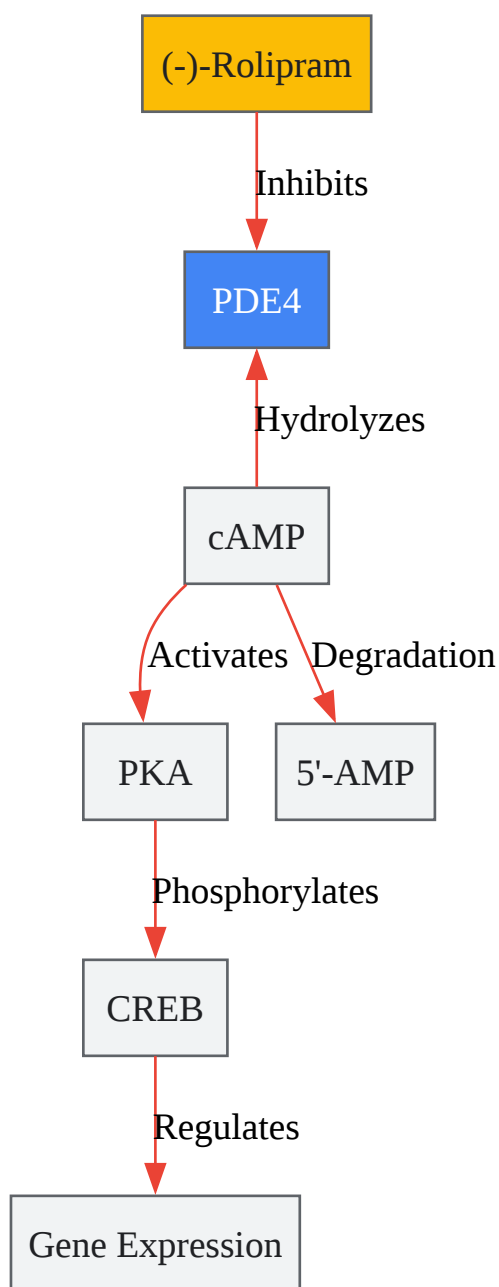 (-)-Rolipram
Inhibits
PDE4
Hydrolyzes
cAMP
Activates
Degradation
PKA
5'-AMP
Phosphorylates
CREB
Regulates
Gene Expression